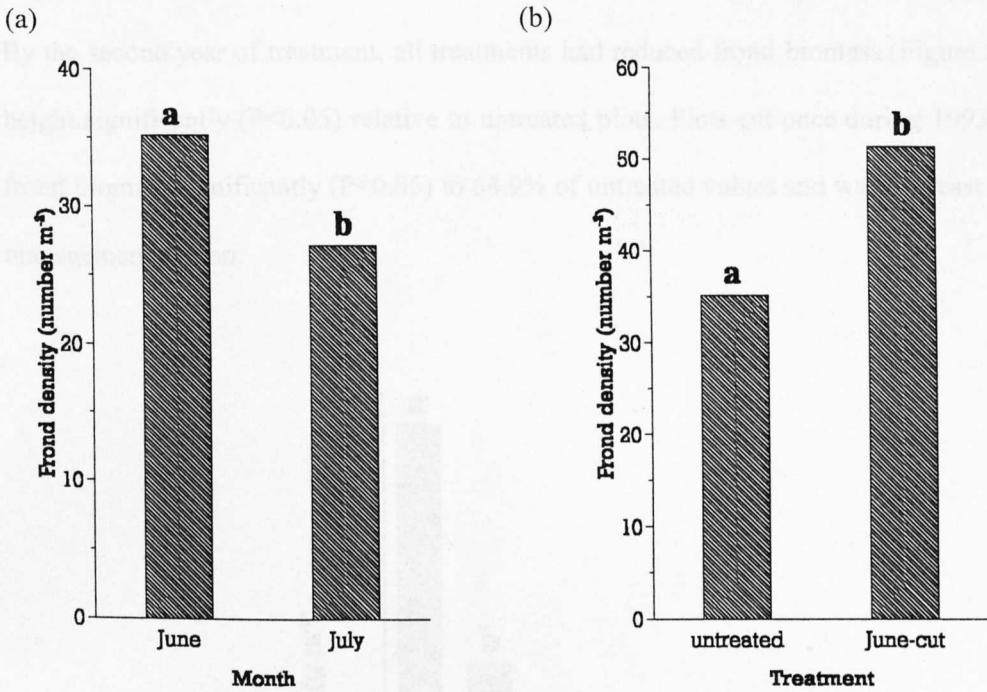 (a)
(b)
By the second year of treatment, all treatments had reduced frond biomass (Figure
height significantly (P<0.05) relative to untreated plots. Plots cut once during 199
frond significantly (P<0.05) to 64.9% of untreated values and
40
30
20
10
0
Frond density (number m⁻²)
a
b
June
July
Month
60
50
40
30
20
10
0
Frond density (number m⁻²)
a
b
untreated
June-cut
Treatment